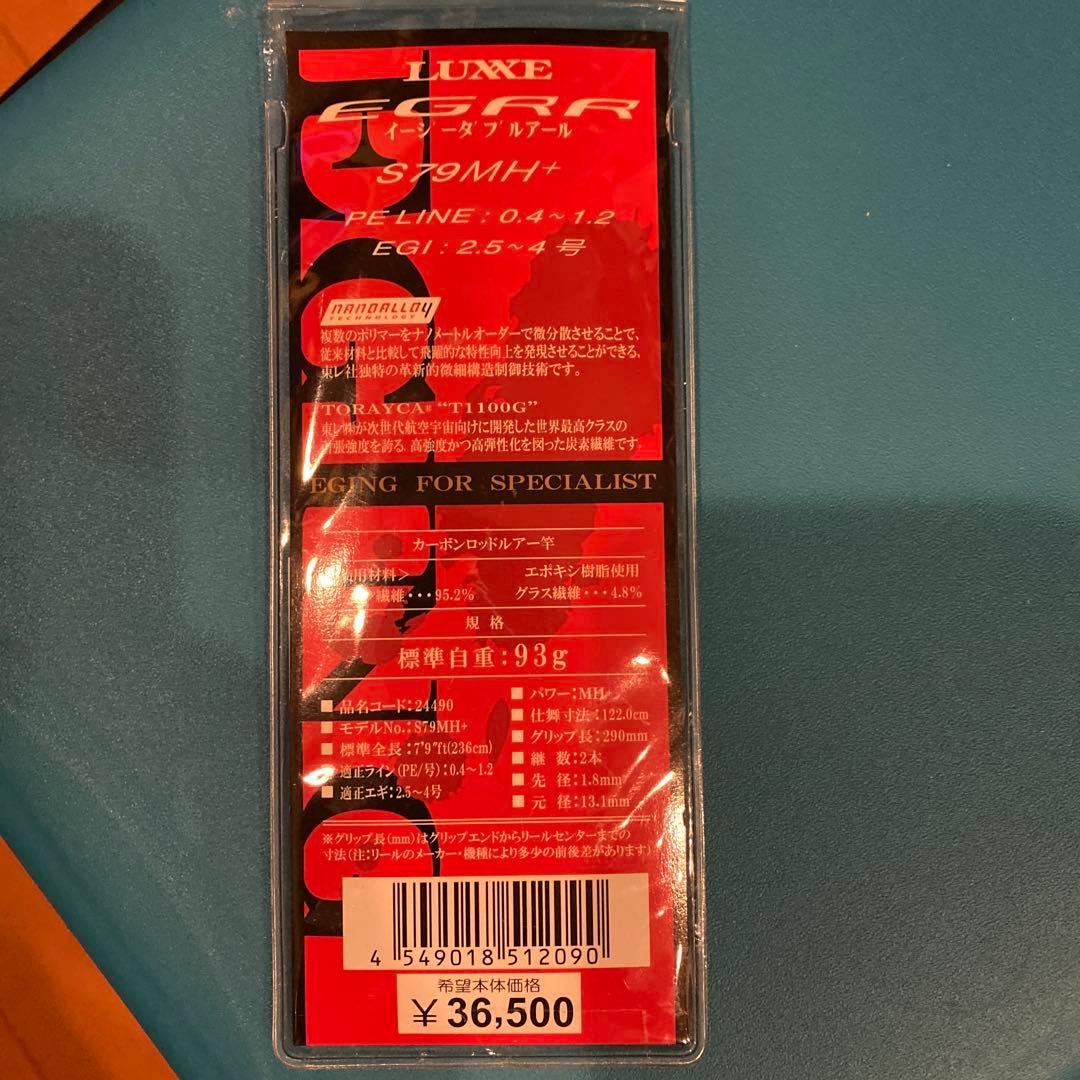 LUXXE
EGRR
イージーダブルアール
S79MH+
PE LINE : 0.4~1.2
EGI : 2.5~4 号
NANOALLOY
TECHNOLOGY
複数のポリマーをナノメートルオーダーで微分散させることで、
従来材料と比較して飛躍的な特性向上を発現させることができる、
東レ社独特の革新的微細構造制御技術です。
TORAYCA® “T1100G”
東レ㈱が次世代航空宇宙向けに開発した世界最高クラスの
張強度を誇る、高強度かつ高弾性化を図った炭素繊維です
EGING FOR SPECIALIST
カーボンロッドルアー竿
用材料> エポキシ樹脂使用
繊維・・・95.2% グラス繊維・・・4.8%
規 格
標準自重:93g
■ 品名コード:24490
■ モデルNo.:S79MH+
■ 標準全長:7'9"ft(236cm)
■ 適正ライン(PE/号):0.4~1.2
■ 適正エギ:2.5~4号
■ パワー:MH+
■ 仕舞寸法:122.0cm
■ グリップ長:290mm
■ 継 数:2本
■ 先 径:1.8mm
■ 元 径:13.1mm
※グリップ長(mm)はグリップエンドからリールセンターまでの
寸法(注:リールのメーカー・機種により多少の前後差があります)
4 549018 512090
希望本体価格
¥ 36,500